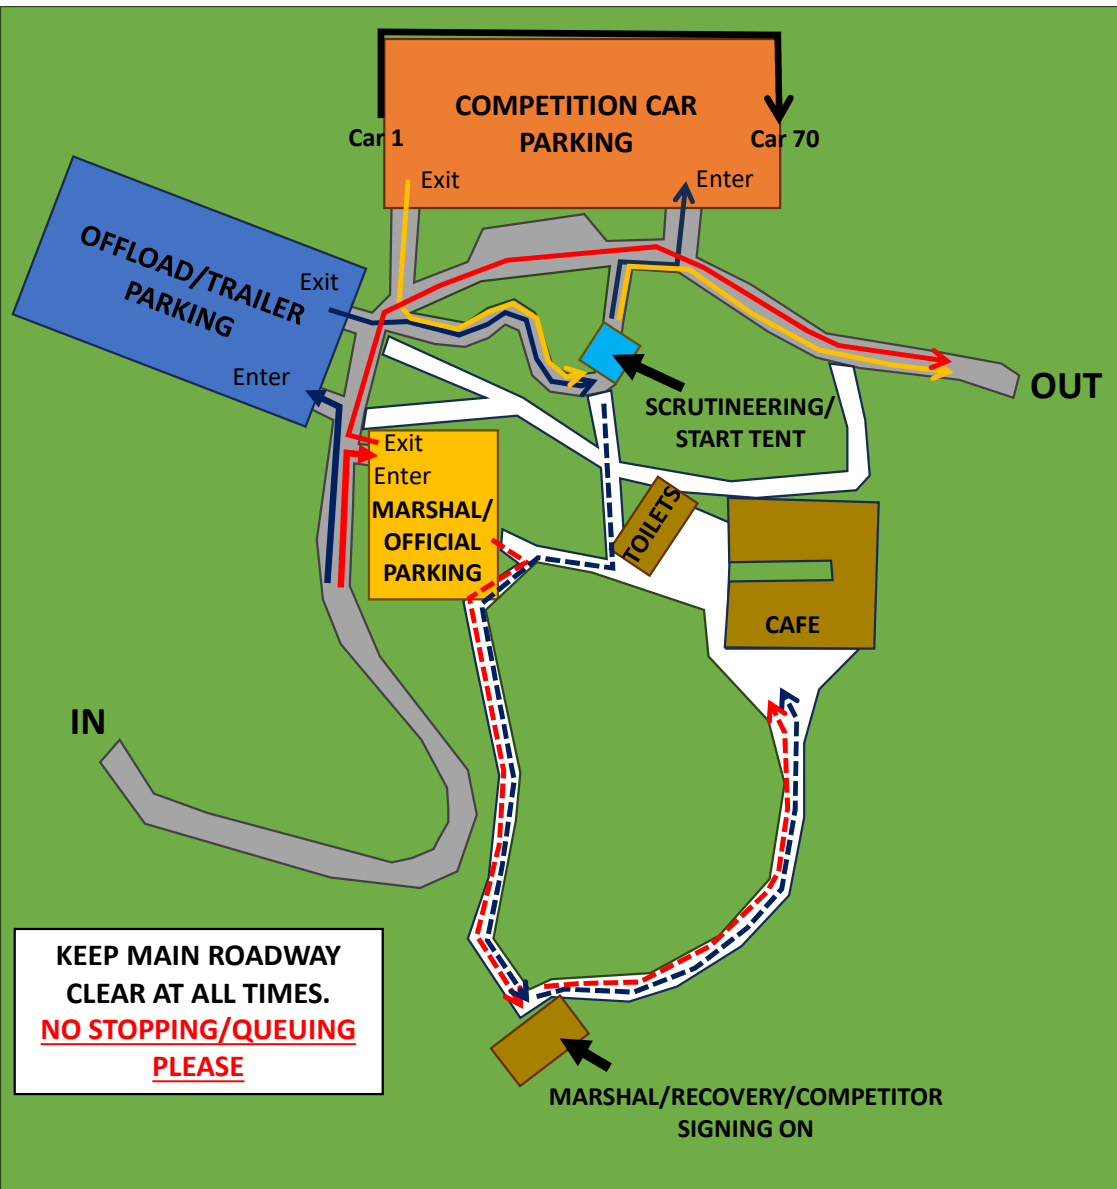 COMPETITION CAR
PARKING
Car 1
Car 70
Exit
Enter
OFFLOAD/TRAILER
PARKING
Exit
Enter
OUT
SCRUTINEERING/
START TENT
Exit
Enter
MARSHAL/
OFFICIAL
PARKING
TOILETS
CAFE
IN
KEEP MAIN ROADWAY
CLEAR AT ALL TIMES.
NO STOPPING/QUEUING
PLEASE
MARSHAL/RECOVERY/COMPETITOR
SIGNING ON